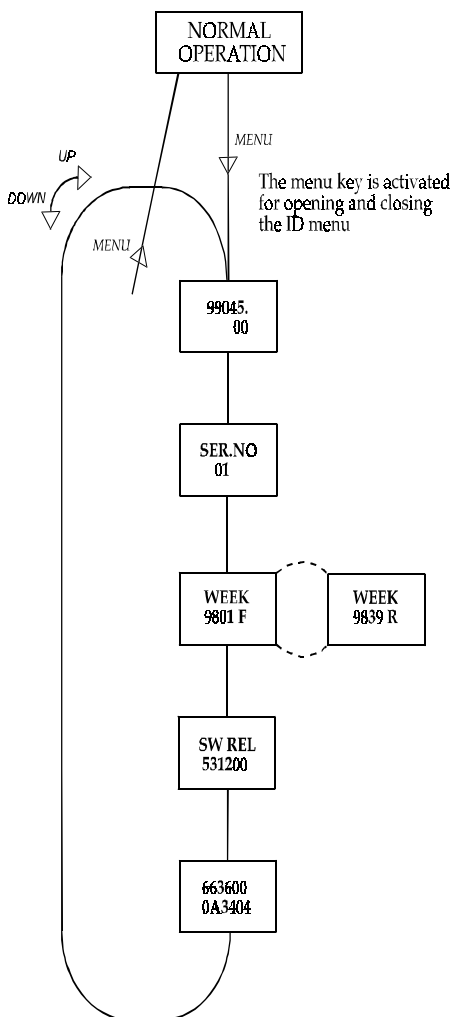 NORMAL
OPERATION
MENU
UP
DOWN
The menu key is activated
for opening and closing
the ID menu
MENU
99045.
00
SER.NO
01
WEEK
9801 F
WEEK
9839 R
SW REL
531200
663600
0A3404